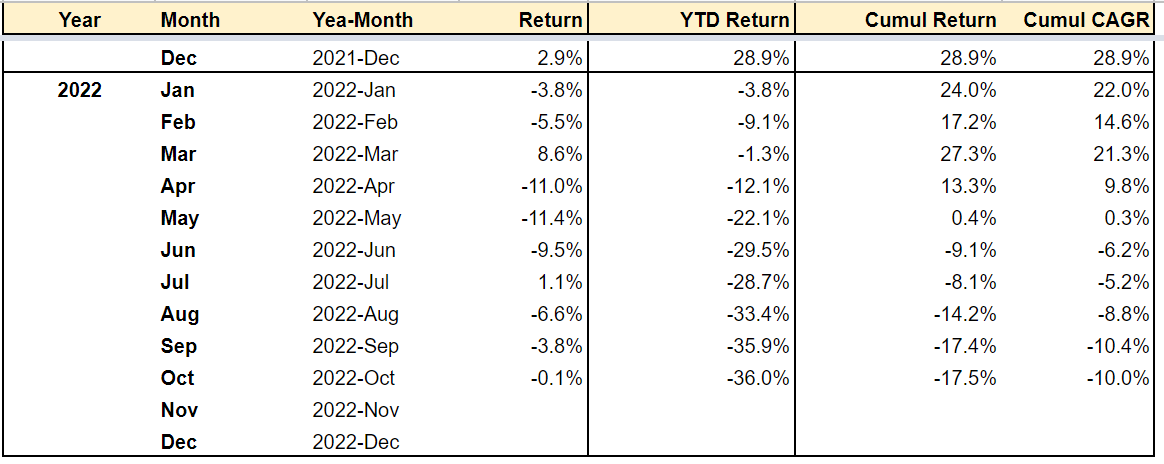 Year Month Yea-Month Return YTD Return Cumul Return Cumul CAGR
Dec 2021-Dec 2.9% 28.9% 28.9% 28.9%
2022 Jan 2022-Jan -3.8% -3.8% 24.0% 22.0%
Feb 2022-Feb -5.5% -9.1% 17.2% 14.6%
Mar 2022-Mar 8.6% -1.3% 27.3% 21.3%
Apr 2022-Apr -11.0% -12.1% 13.3% 9.8%
May 2022-May -11.4% -22.1% 0.4% 0.3%
Jun 2022-Jun -9.5% -29.5% -9.1% -6.2%
Jul 2022-Jul 1.1% -28.7% -8.1% -5.2%
Aug 2022-Aug -6.6% -33.4% -14.2% -8.8%
Sep 2022-Sep -3.8% -35.9% -17.4% -10.4%
Oct 2022-Oct -0.1% -36.0% -17.5% -10.0%
Nov 2022-Nov
Dec 2022-Dec